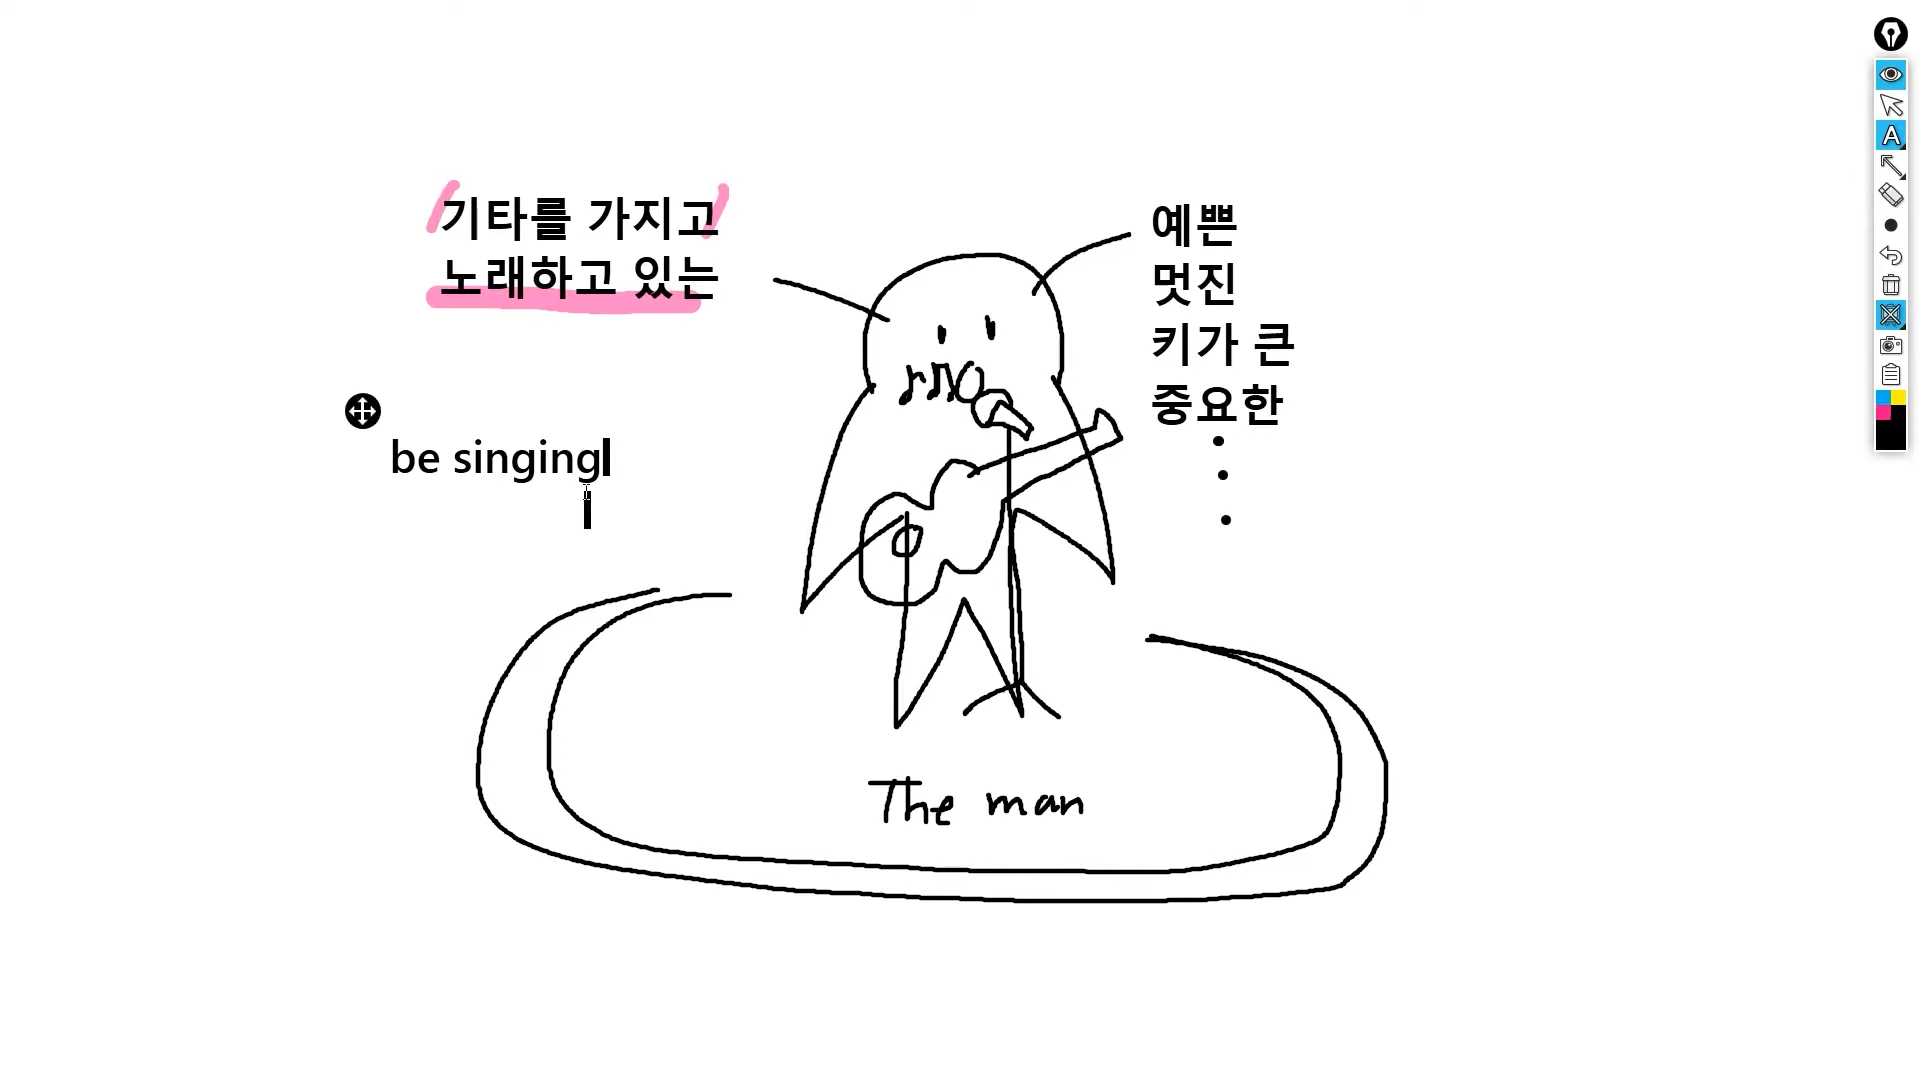 기타를 가지고
노래하고 있는
예쁜
멋진
키가 큰
중요한
be singing
The man